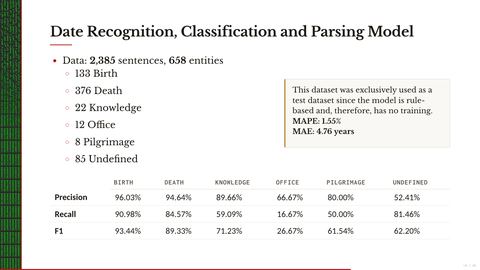 Date Recognition, Classification and Parsing Model
• Data: 2,385 sentences, 658 entities
○ 133 Birth
○ 376 Death
○ 22 Knowledge
○ 12 Office
○ 8 Pilgrimage
○ 85 Undefined
This dataset was exclusively used as a
test dataset since the model is rule-
based and, therefore, has no training.
MAPE: 1.55%
MAE: 4.76 years
BIRTH DEATH KNOWLEDGE OFFICE PILGRIMAGE UNDEFINED
Precision 96.03% 94.64% 89.66% 66.67% 80.00% 52.41%
Recall 90.98% 84.57% 59.09% 16.67% 50.00% 81.46%
F1 93.44% 89.33% 71.23% 26.67% 61.54% 62.20%